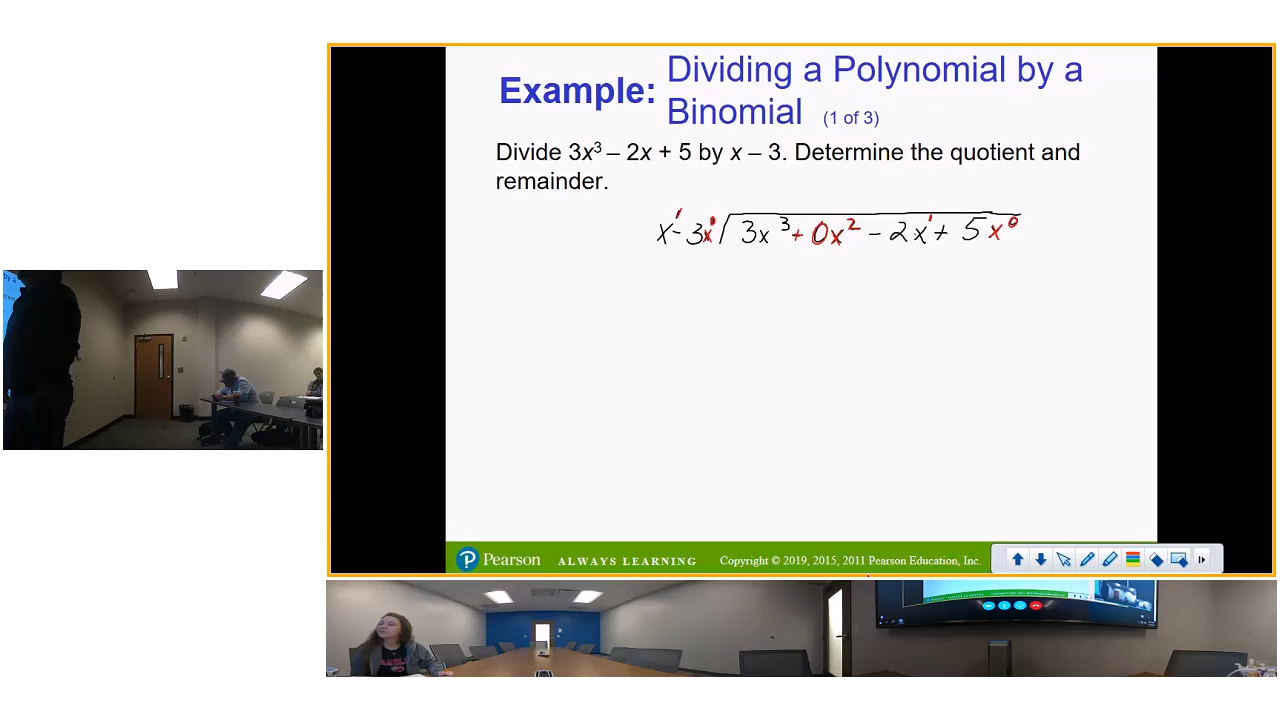 Example: Dividing a Polynomial by a
Binomial (1 of 3)
Divide 3x³ – 2x + 5 by x – 3. Determine the quotient and
remainder.
x¹ - 3x⁰ 3x³ + 0x² - 2x¹ + 5x⁰
Pearson ALWAYS LEARNING Copyright © 2019, 2015, 2011 Pearson Education, Inc.